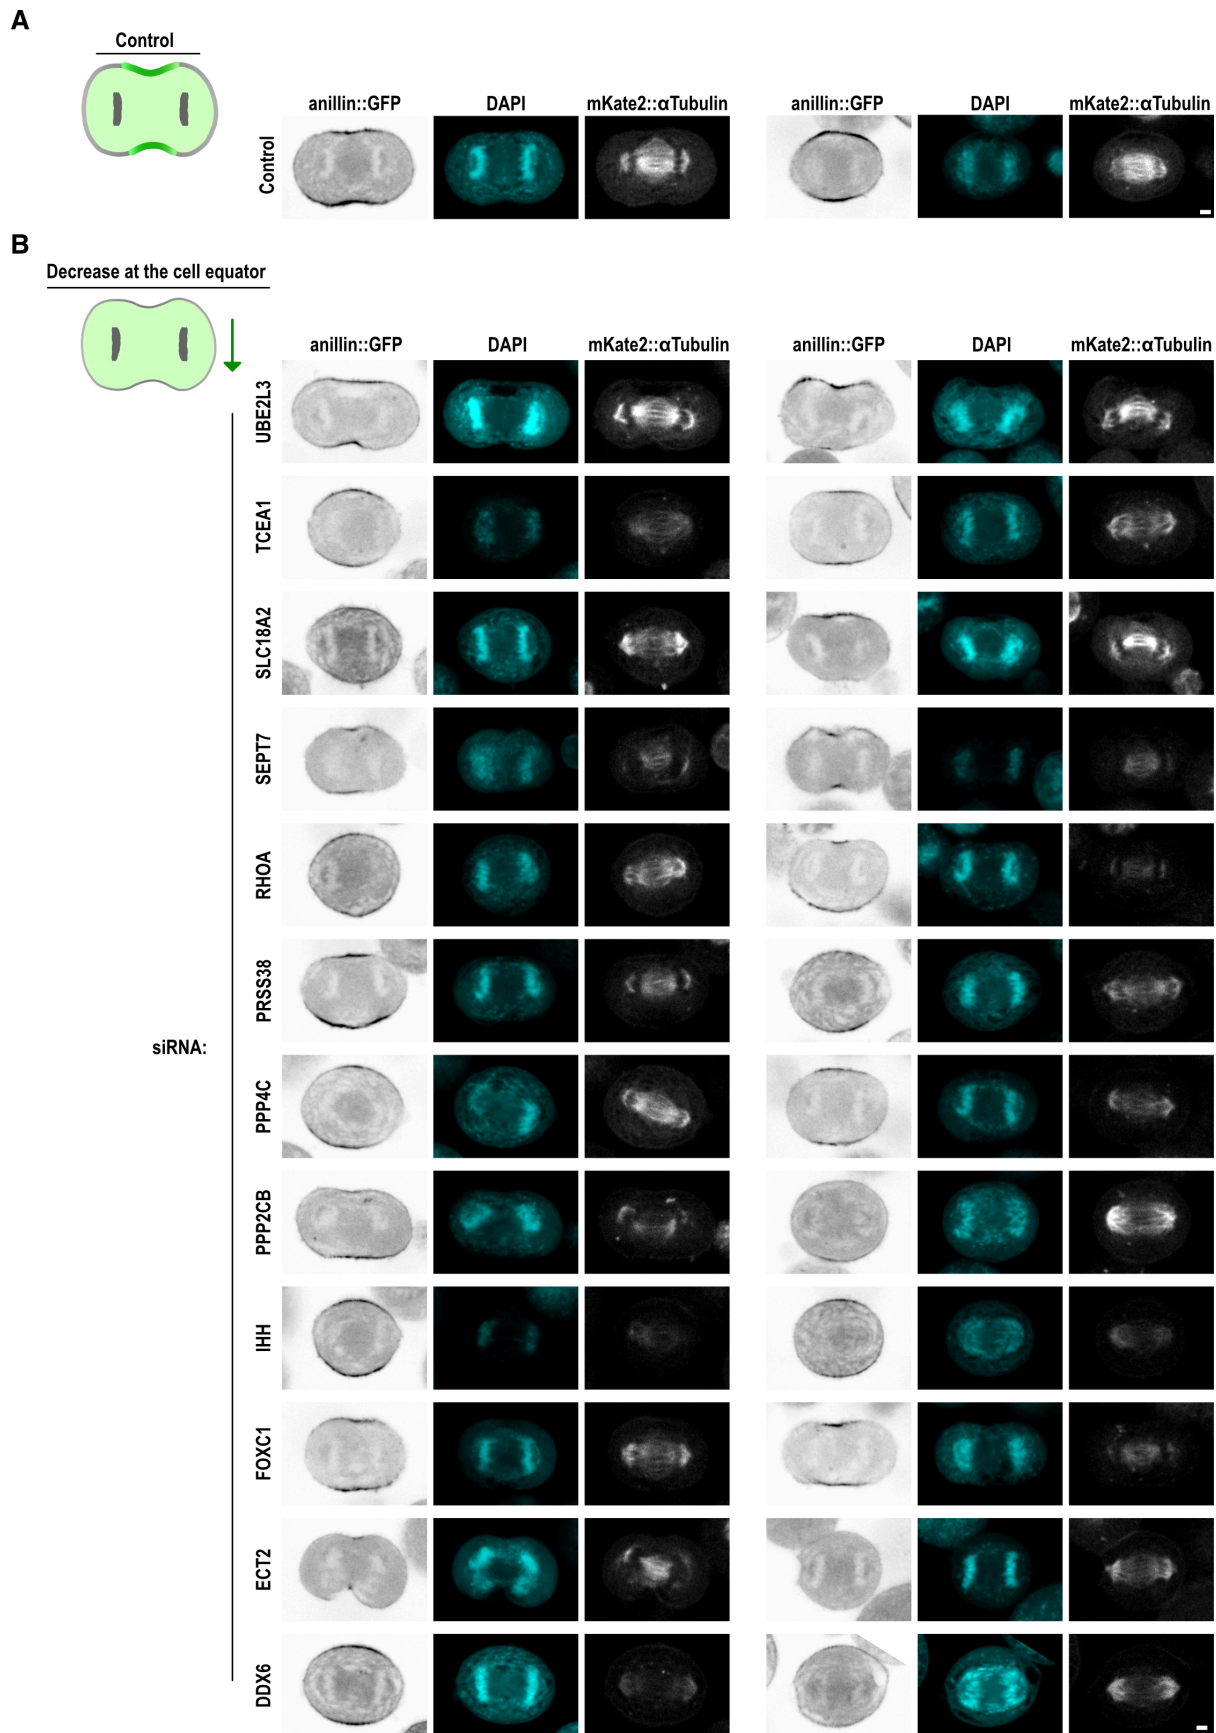 A
Control
anillin::GFP DAPI mKate2::αTubulin anillin::GFP DAPI mKate2::αTubulin
Control
B
Decrease at the cell equator
anillin::GFP DAPI mKate2::αTubulin anillin::GFP DAPI mKate2::αTubulin
UBE2L3
TCEA1
SLC18A2
SEPT7
RHOA
PRSS38
siRNA:
PPP4C
PPP2CB
IHH
FOXC1
ECT2
DDX6